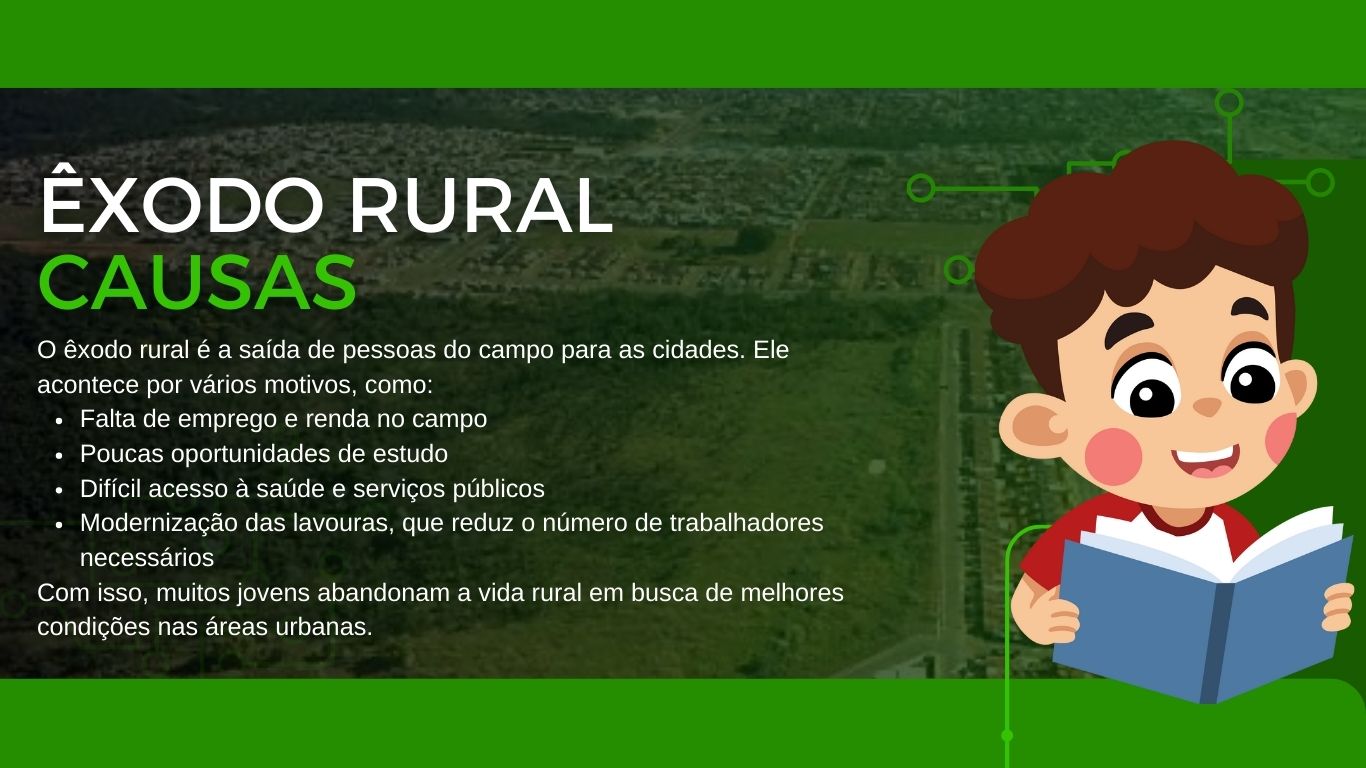 ÊXODO RURAL
CAUSAS
O êxodo rural é a saída de pessoas do campo para as cidades. Ele
acontece por vários motivos, como:
• Falta de emprego e renda no campo
• Poucas oportunidades de estudo
• Difícil acesso à saúde e serviços públicos
• Modernização das lavouras, que reduz o número de trabalhadores
necessários
Com isso, muitos jovens abandonam a vida rural em busca de melhores
condições nas áreas urbanas.